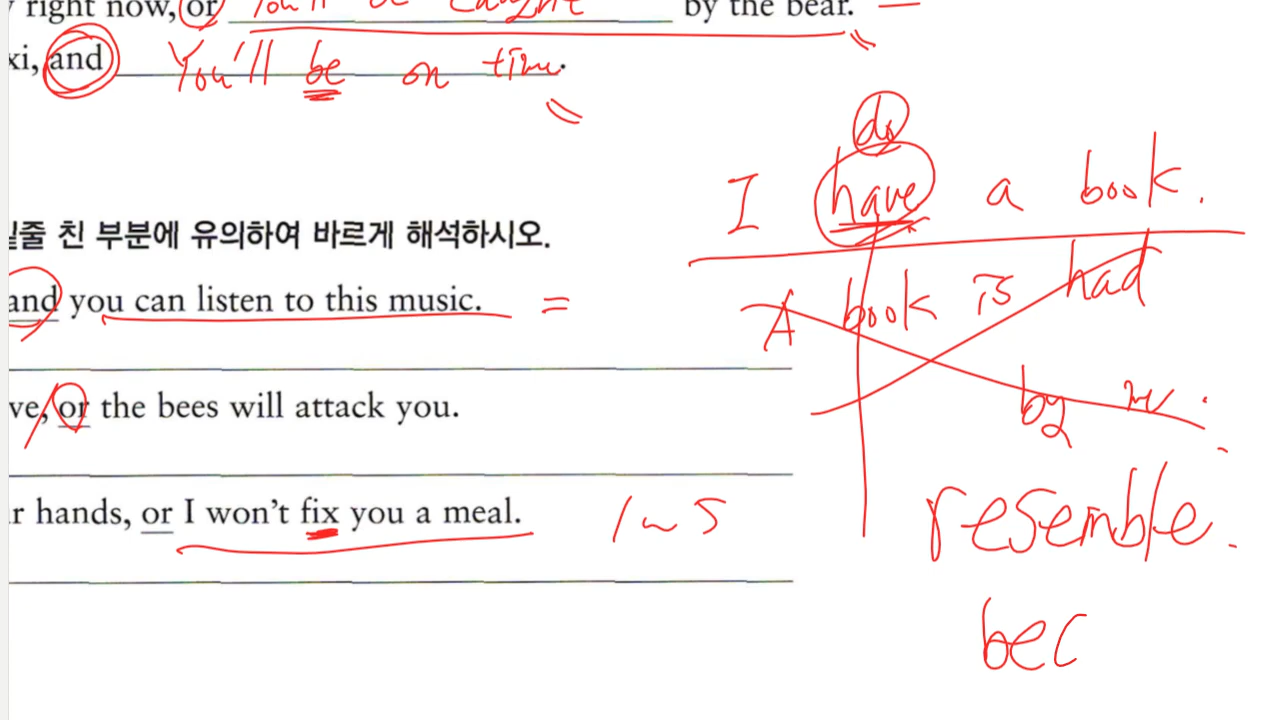 right now, or You'll be caught by the bear.
xi, and You'll be on time.
do
I have a book.
A book is had
by me.
줄 친 부분에 유의하여 바르게 해석하시오.
and you can listen to this music. =
ve, or the bees will attack you.
r hands, or I won't fix you a meal. 1~5
resemble.
bec